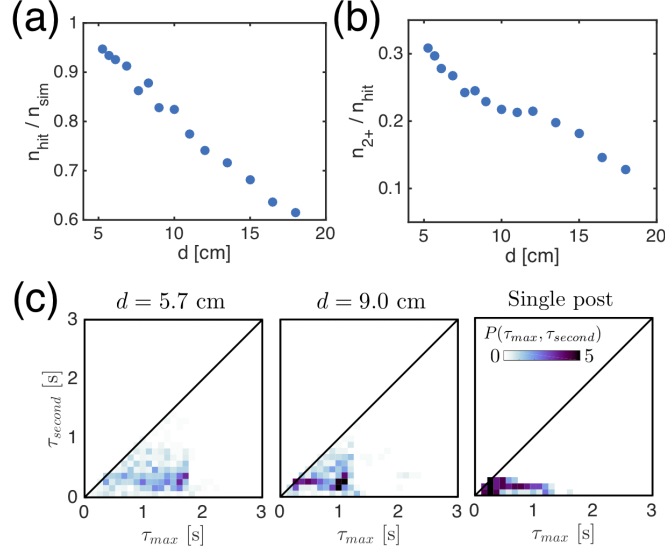 (a)
n_hit / n_sim
1
0.9
0.8
0.7
0.6
5
10
15
20
d [cm]
(b)
n_2+ / n_hit
0.3
0.2
0.1
5
10
15
20
d [cm]
(c)
d = 5.7 cm
τ_second [s]
3
2
1
0
0
1
2
3
τ_max [s]
d = 9.0 cm
0
1
2
3
τ_max [s]
Single post
P(τ_max, τ_second)
0
5
0
1
2
3
τ_max [s]